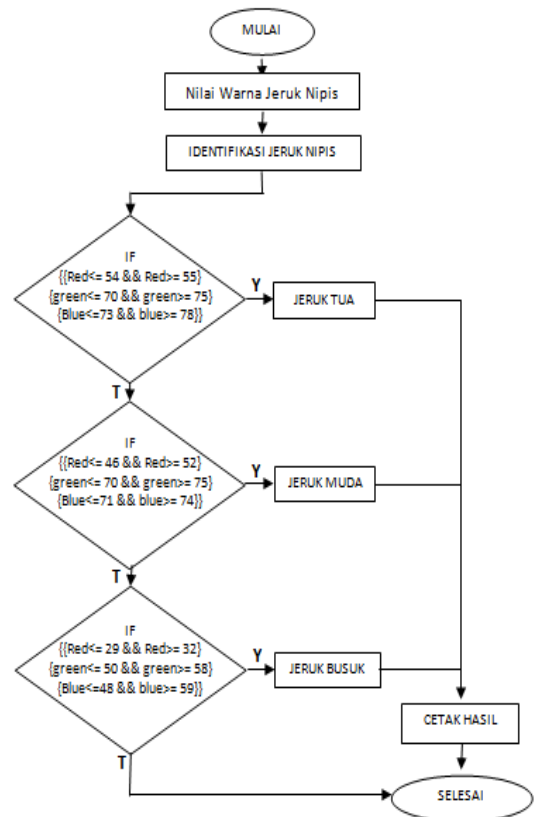 MULAI
Nilai Warna Jeruk Nipis
IDENTIFIKASI JERUK NIPIS
IF
{{Red<= 54 && Red>= 55}
{green<= 70 && green>= 75}
{Blue<=73 && blue>= 78}}
Y
JERUK TUA
T
IF
{{Red<= 46 && Red>= 52}
{green<= 70 && green>= 75}
{Blue<=71 && blue>= 74}}
Y
JERUK MUDA
T
IF
{{Red<= 29 && Red>= 32}
{green<= 50 && green>= 58}
{Blue<=48 && blue>= 59}}
Y
JERUK BUSUK
T
CETAK HASIL
SELESAI